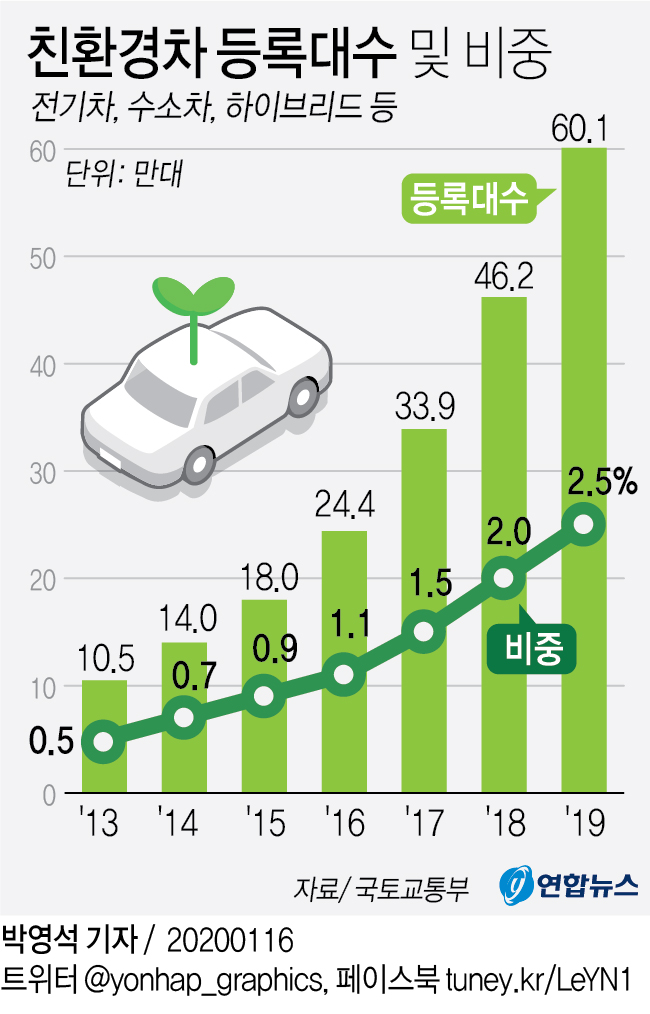 친환경차 등록대수 및 비중
전기차, 수소차, 하이브리드 등
단위: 만대
60
50
40
30
20
10
0
등록대수
10.5
14.0
18.0
24.4
33.9
46.2
60.1
비중
0.5
0.7
0.9
1.1
1.5
2.0
2.5%
'13 '14 '15 '16 '17 '18 '19
자료/ 국토교통부
y 연합뉴스
박영석 기자 / 20200116
트위터 @yonhap_graphics, 페이스북 tuney.kr/LeYN1